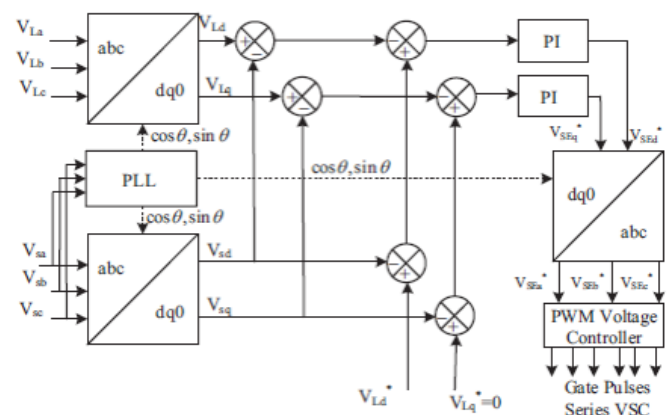 V_La
V_Lb
V_Lc
abc
dq0
V_Ld
V_Lq
+
−
+
−
−
+
−
+
PI
PI
V_SEq*
V_SEd*
cosθ,sinθ
PLL
cosθ,sinθ
cosθ,sinθ
dq0
abc
V_sa
V_sb
V_sc
abc
dq0
V_sd
V_sq
−
+
−
+
V_SEa*
V_SEb*
V_SEc*
PWM Voltage
Controller
V_Ld*
V_Lq*=0
Gate Pulses
Series VSC